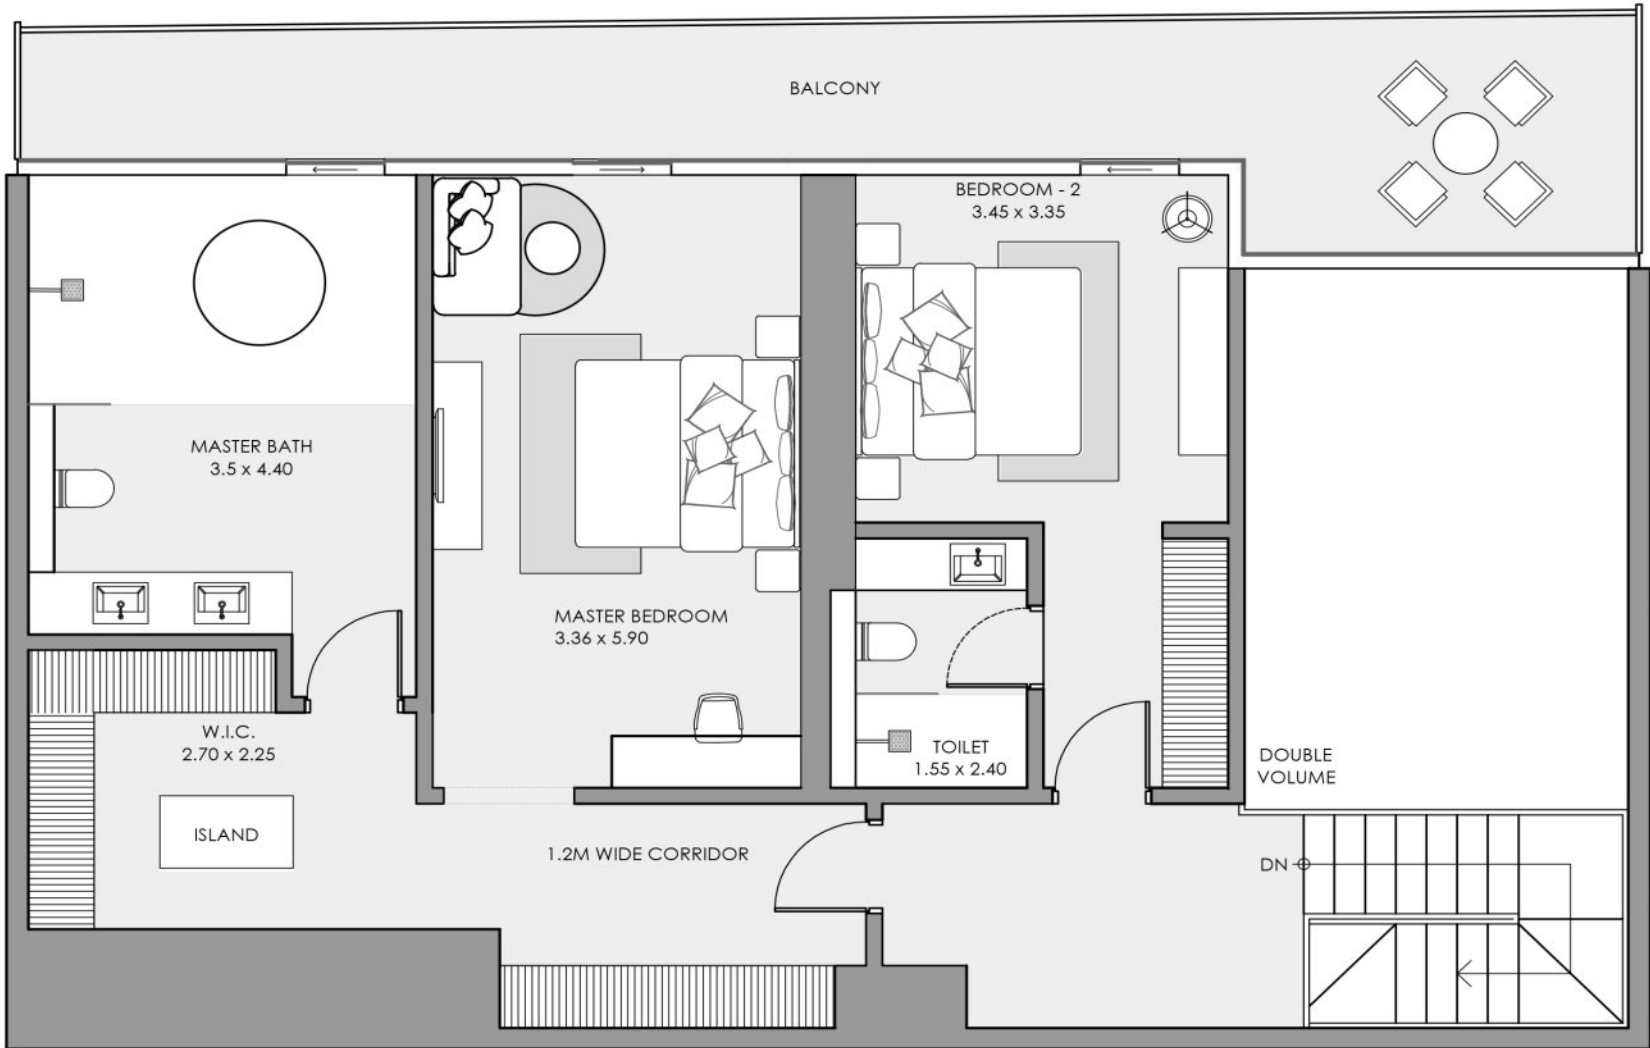 BALCONY
BEDROOM - 2
3.45 x 3.35
MASTER BATH
3.5 x 4.40
MASTER BEDROOM
3.36 x 5.90
W.I.C.
2.70 x 2.25
TOILET
1.55 x 2.40
DOUBLE
VOLUME
ISLAND
1.2M WIDE CORRIDOR
DN